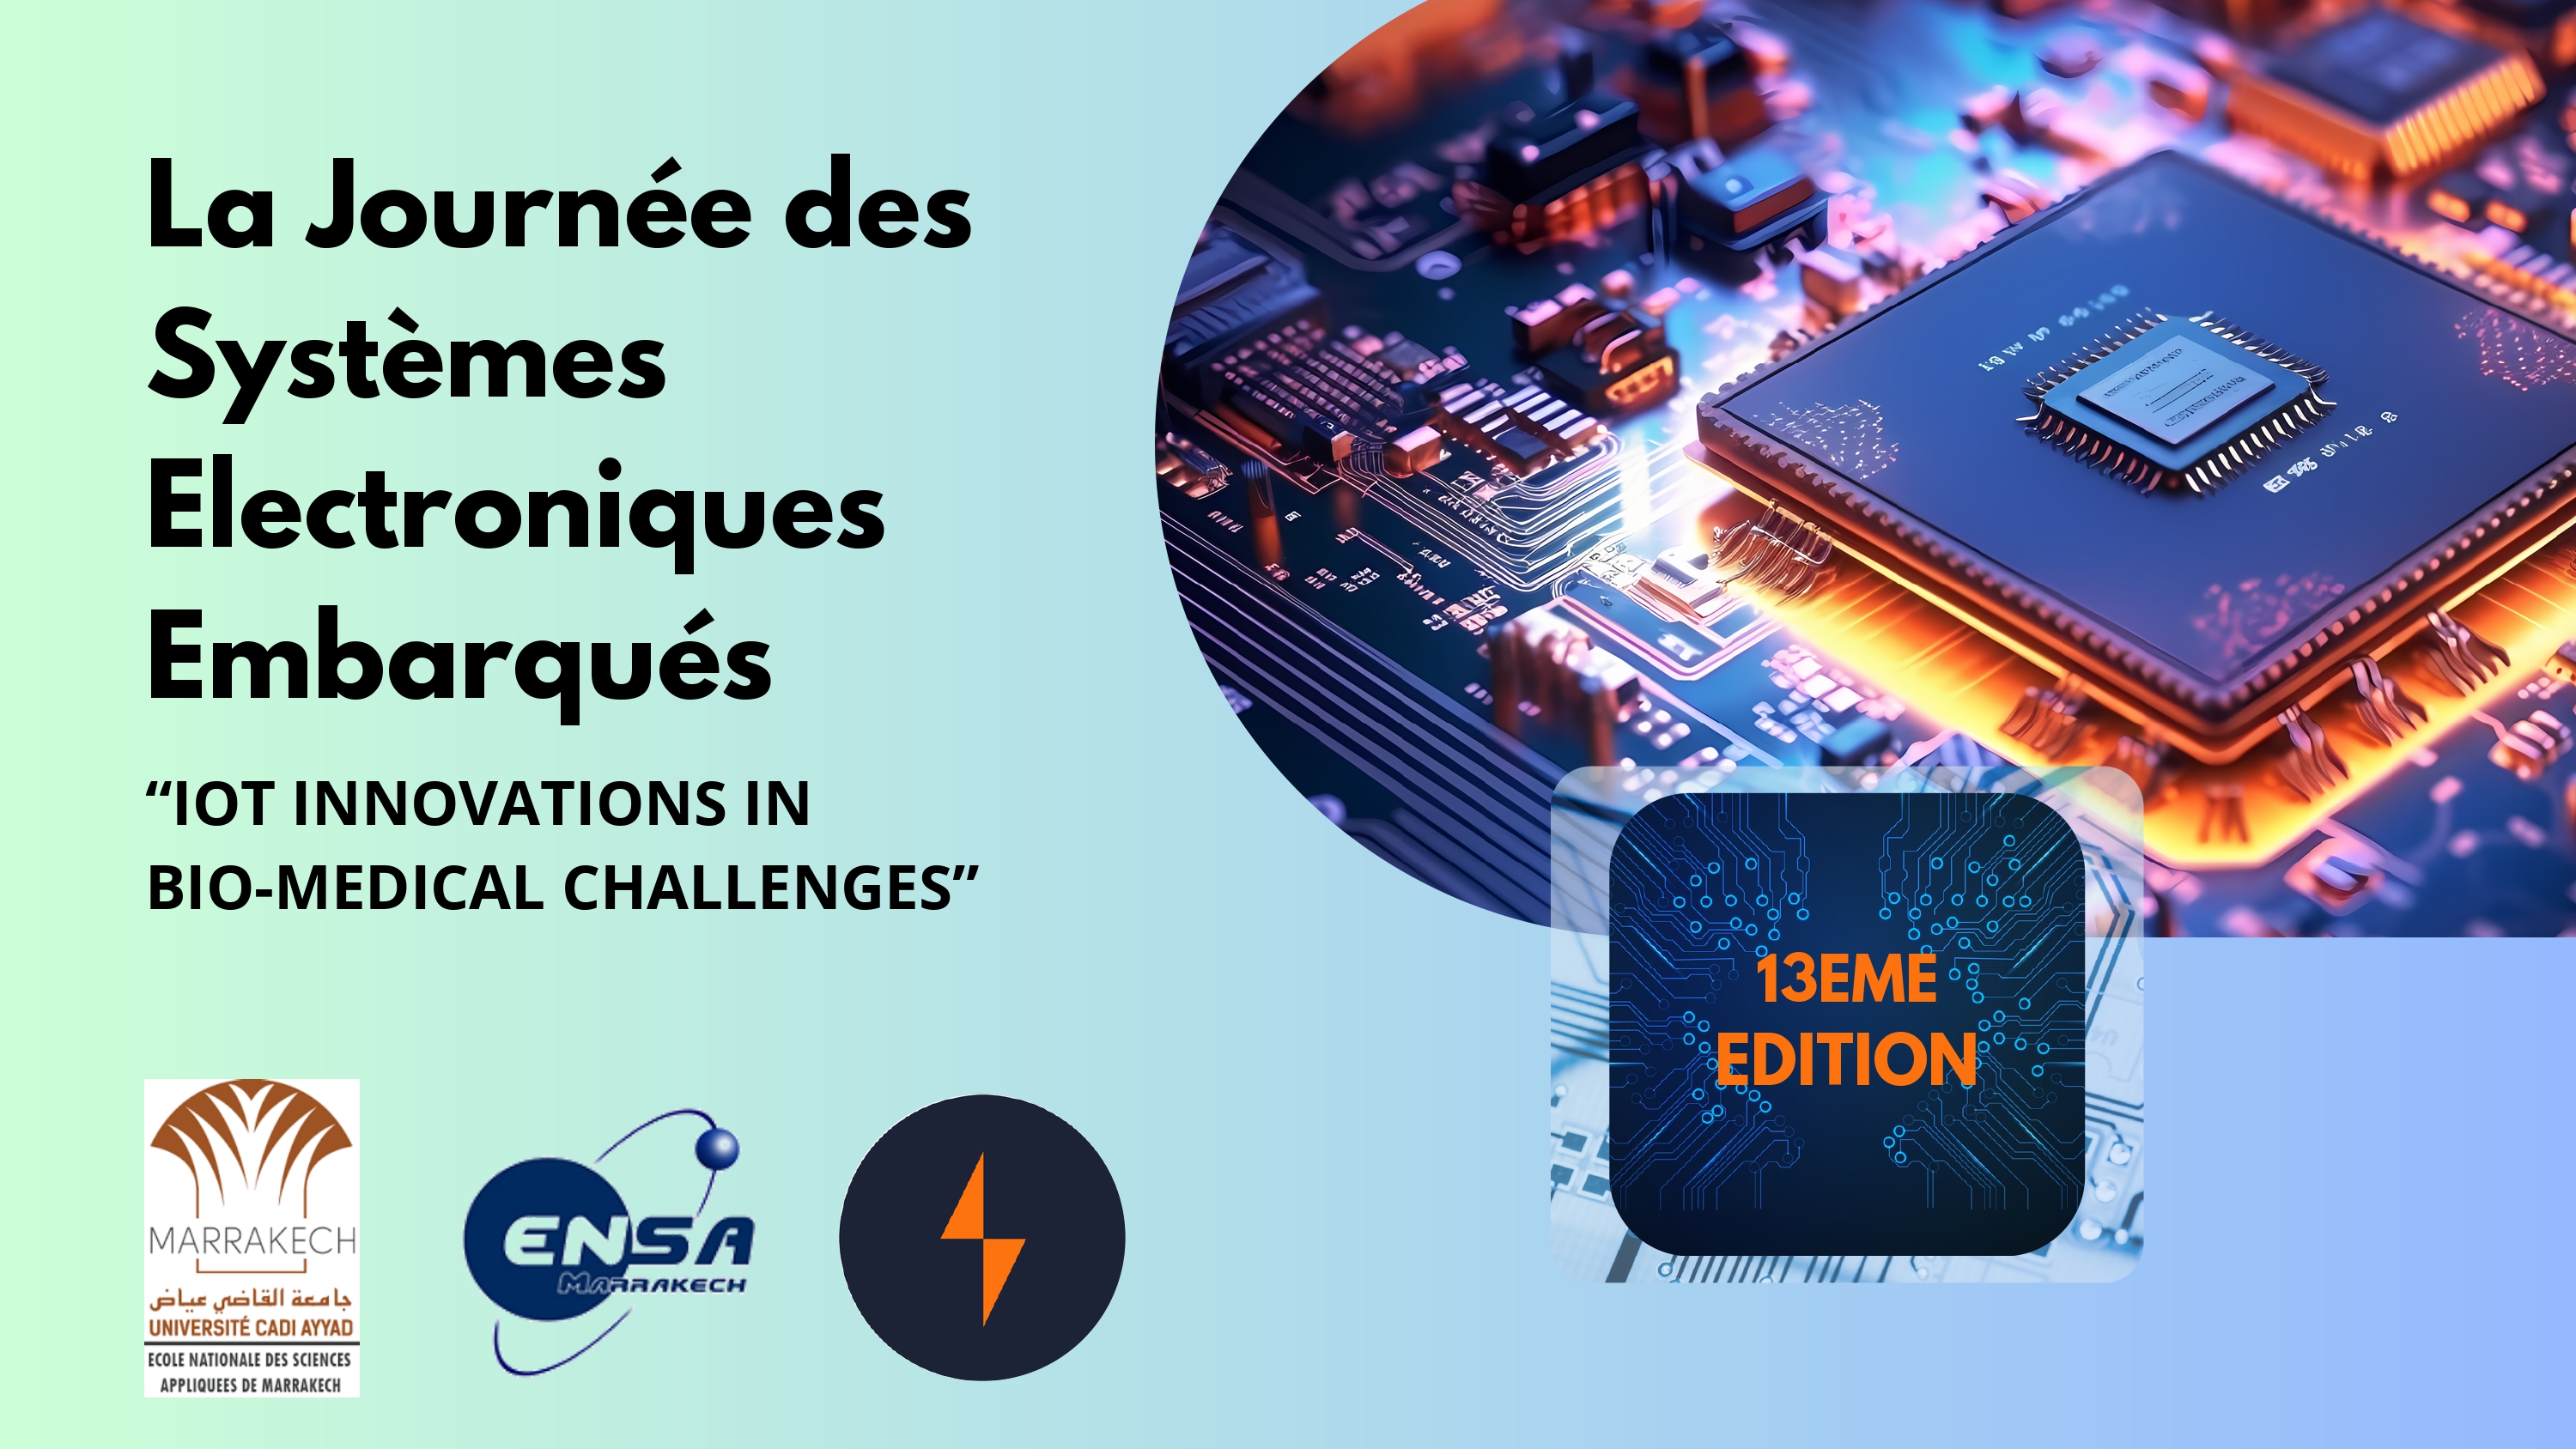 La Journée des
Systèmes
Electroniques
Embarqués
“IOT INNOVATIONS IN
BIO-MEDICAL CHALLENGES”
13EME
EDITION
MARRAKECH
جامعة القاضي عياض
UNIVERSITÉ CADI AYYAD
ECOLE NATIONALE DES SCIENCES
APPLIQUEES DE MARRAKECH
ENSA
MARRAKECH